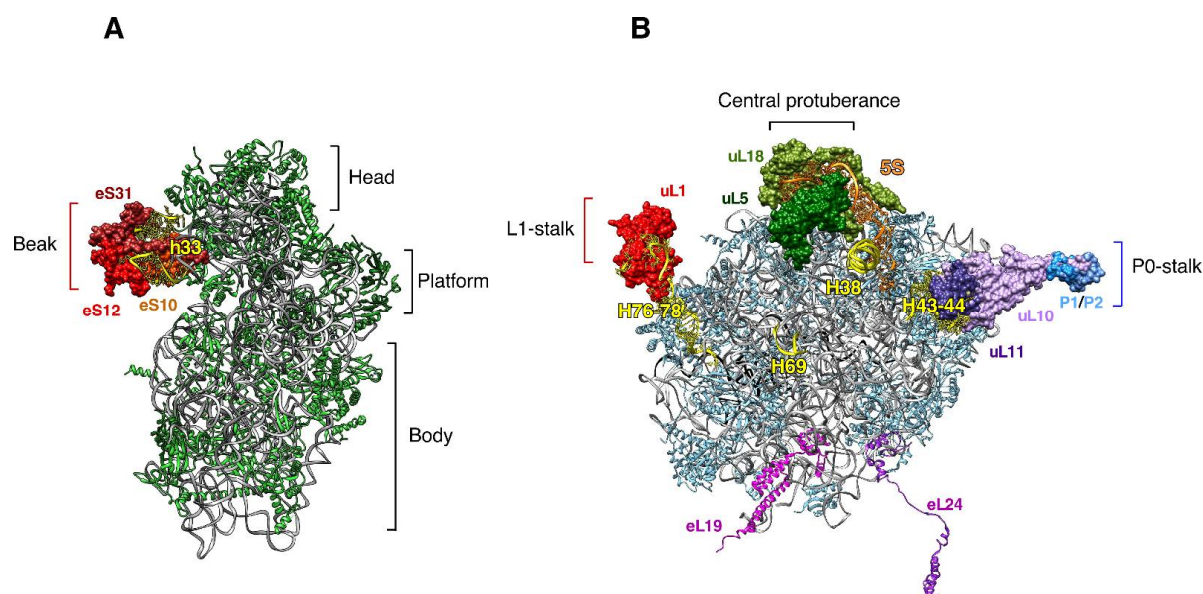 A
B
Head
eS31
Beak
h33
Platform
eS12
eS10
Body
Central protuberance
uL18
5S
uL1
uL5
L1-stalk
P0-stalk
H38
H76-78
H43-44
P1/P2
uL10
uL11
H69
eL19
eL24